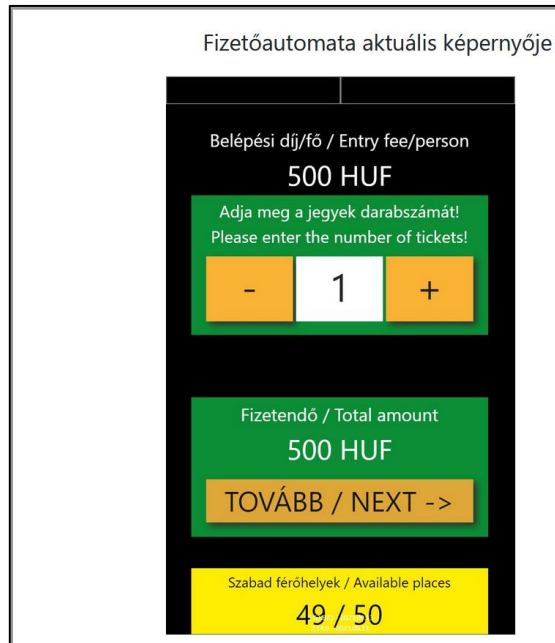 Fizetőautomata aktuális képernyője
Belépési díj/fő / Entry fee/person
500 HUF
Adja meg a jegyek darabszámát!
Please enter the number of tickets!
- 1 +
Fizetendő / Total amount
500 HUF
TOVÁBB / NEXT ->
Szabad férőhelyek / Available places
49 / 50